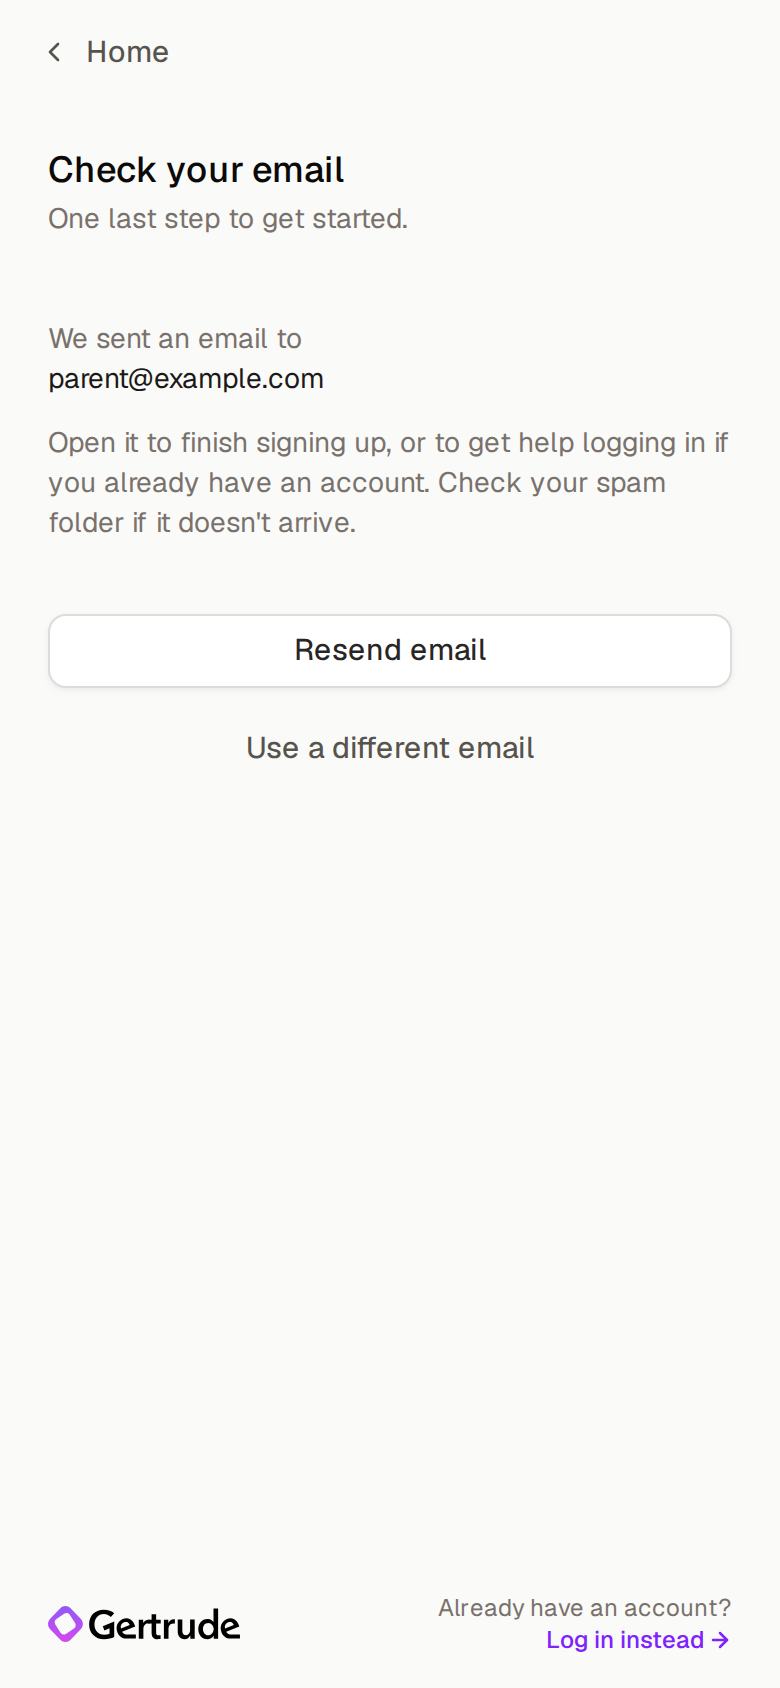 Home
Check your email
One last step to get started.
We sent an email to
parent@example.com
Open it to finish signing up, or to get help logging in if
you already have an account. Check your spam
folder if it doesn't arrive.
Resend email
Use a different email
Gertrude
Already have an account?
Log in instead →